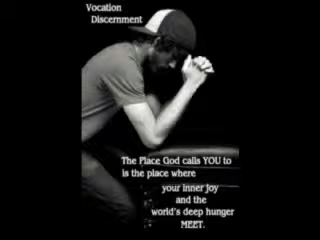 Vocation
Discernment
The Place God calls YOU to
is the place where
your inner joy
and the
world's deep hunger
MEET.